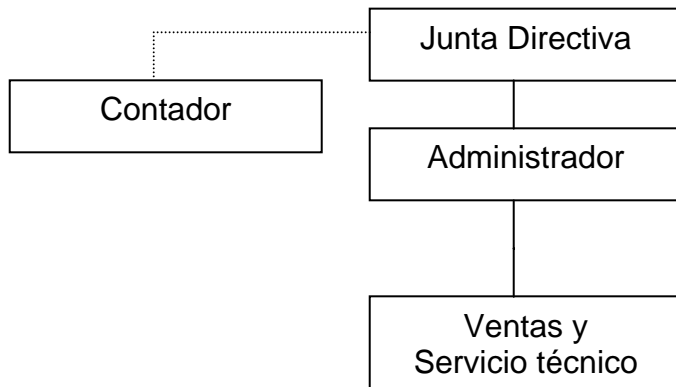 Junta Directiva
Contador
Administrador
Ventas y
Servicio técnico